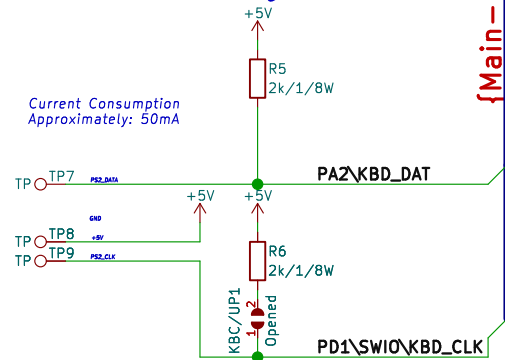 +5V
R5
2k/1/8W
{Main-
Current Consumption
Approximately: 50mA
TP TP7 PS2_DATA
PA2\KBD_DAT
+5V +5V
GND
TP TP8 +5V
TP TP9 PS2_CLK
R6
2k/1/8W
KBC/UP1
2
1
Opened
PD1\SWIO\KBD_CLK